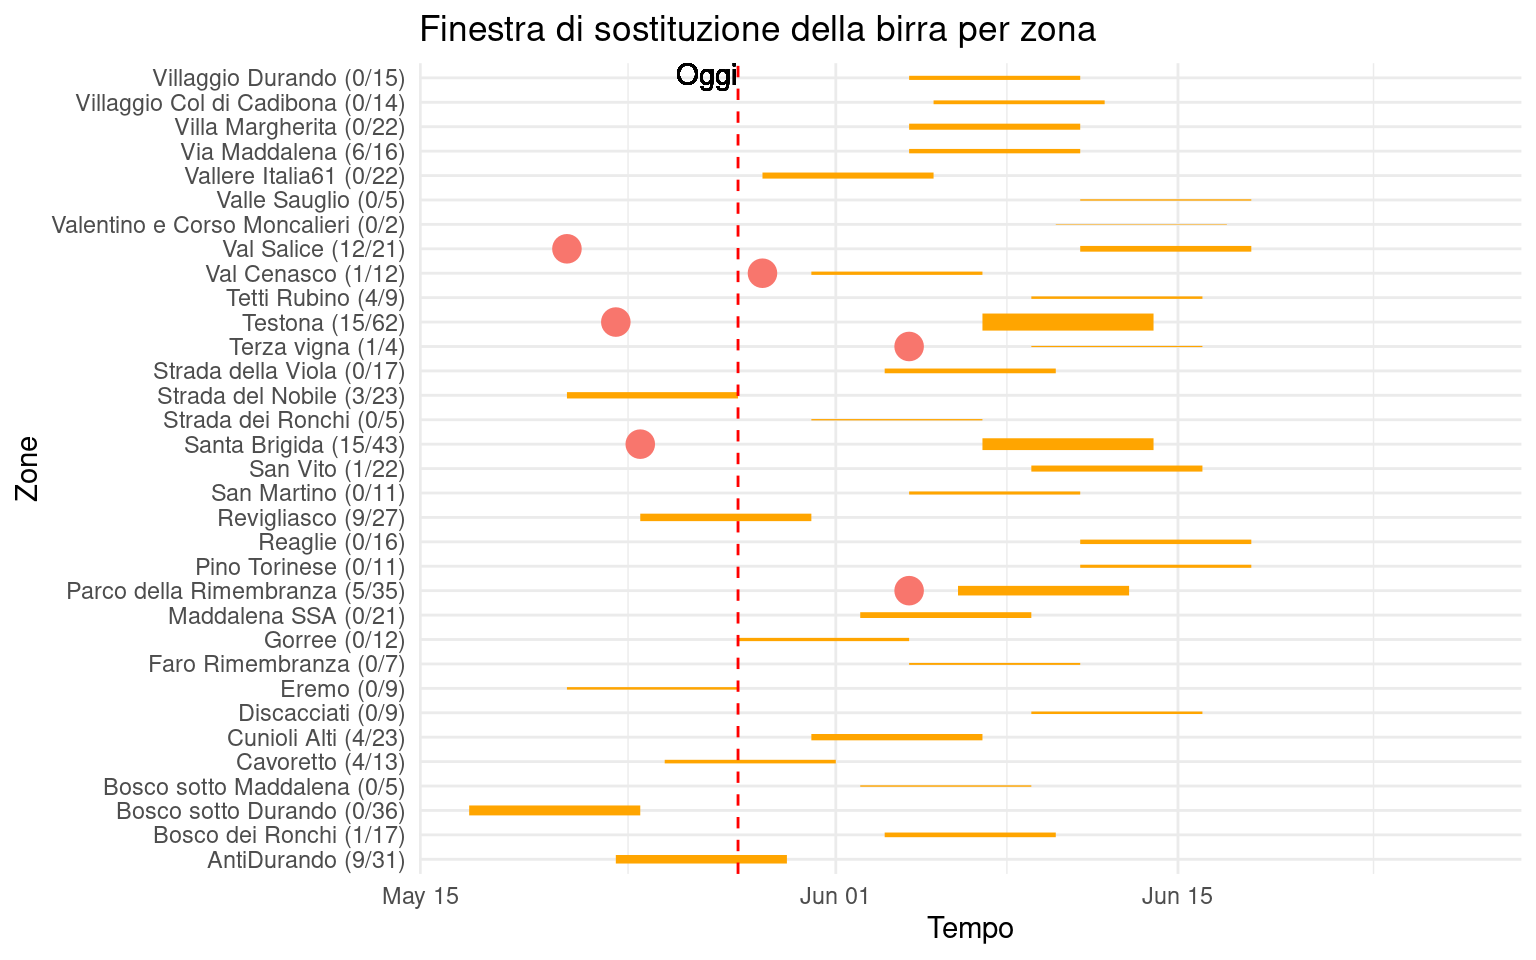 Finestra di sostituzione della birra per zona
Oggi
Villaggio Durando (0/15)
Villaggio Col di Cadibona (0/14)
Villa Margherita (0/22)
Via Maddalena (6/16)
Vallere Italia61 (0/22)
Valle Sauglio (0/5)
Valentino e Corso Moncalieri (0/2)
Val Salice (12/21)
Val Cenasco (1/12)
Tetti Rubino (4/9)
Testona (15/62)
Terza vigna (1/4)
Strada della Viola (0/17)
Strada del Nobile (3/23)
Strada dei Ronchi (0/5)
Santa Brigida (15/43)
San Vito (1/22)
San Martino (0/11)
Revigliasco (9/27)
Reaglie (0/16)
Pino Torinese (0/11)
Parco della Rimembranza (5/35)
Maddalena SSA (0/21)
Gorree (0/12)
Faro Rimembranza (0/7)
Eremo (0/9)
Discacciati (0/9)
Cunioli Alti (4/23)
Cavoretto (4/13)
Bosco sotto Maddalena (0/5)
Bosco sotto Durando (0/36)
Bosco dei Ronchi (1/17)
AntiDurando (9/31)
Zone
May 15 Jun 01 Jun 15
Tempo